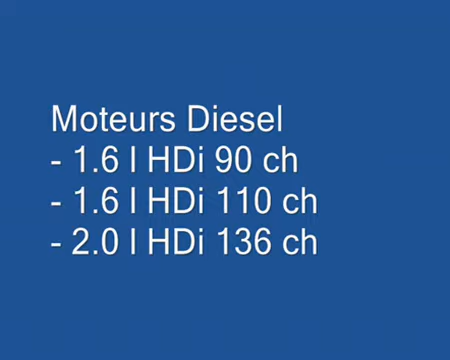 Moteurs Diesel
- 1.6 l HDi 90 ch
- 1.6 l HDi 110 ch
- 2.0 l HDi 136 ch